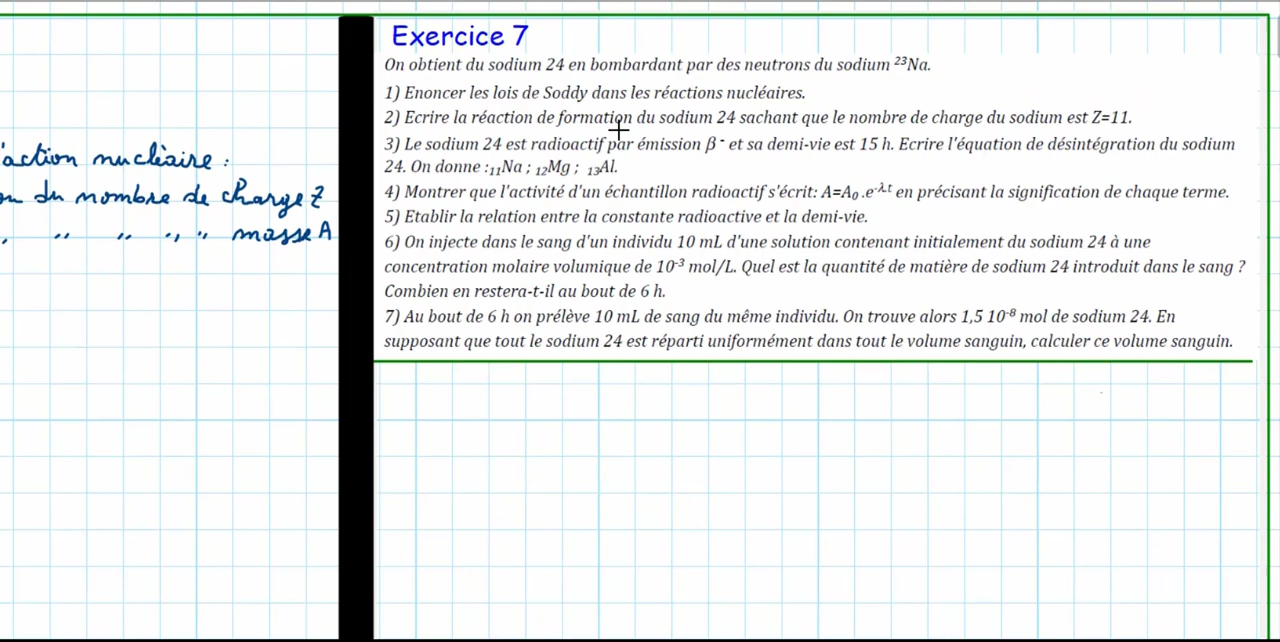 Exercice 7
On obtient du sodium 24 en bombardant par des neutrons du sodium ²³Na.
1) Enoncer les lois de Soddy dans les réactions nucléaires.
2) Ecrire la réaction de formation du sodium 24 sachant que le nombre de charge du sodium est Z=11.
3) Le sodium 24 est radioactif par émission β⁻ et sa demi-vie est 15 h. Ecrire l'équation de désintégration du sodium
24. On donne :₁₁Na ; ₁₂Mg ; ₁₃Al.
4) Montrer que l'activité d'un échantillon radioactif s'écrit: A=A₀ .e^-λt en précisant la signification de chaque terme.
5) Etablir la relation entre la constante radioactive et la demi-vie.
6) On injecte dans le sang d'un individu 10 mL d'une solution contenant initialement du sodium 24 à une
concentration molaire volumique de 10⁻³ mol/L. Quel est la quantité de matière de sodium 24 introduit dans le sang ?
Combien en restera-t-il au bout de 6 h.
7) Au bout de 6 h on prélève 10 mL de sang du même individu. On trouve alors 1,5 10⁻⁸ mol de sodium 24. En
supposant que tout le sodium 24 est réparti uniformément dans tout le volume sanguin, calculer ce volume sanguin.
action nucléaire :
du nombre de charge Z
" " " " masse A